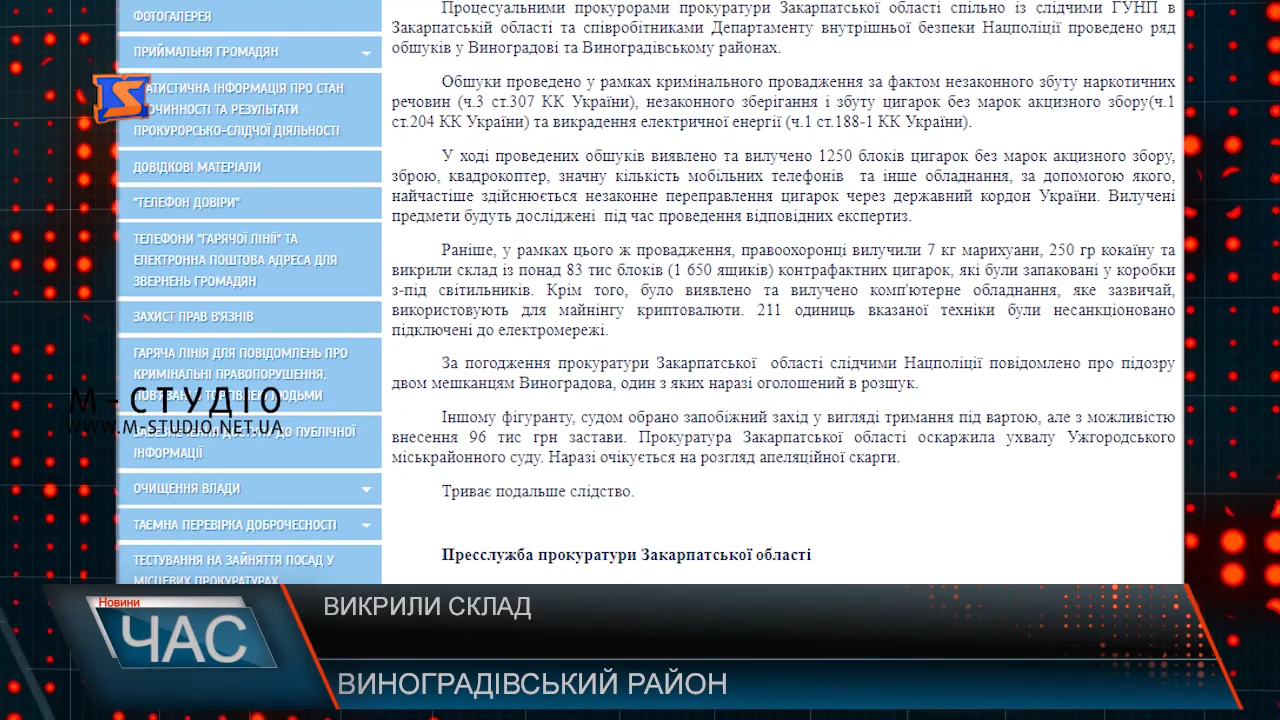 ФОТОГАЛЕРЕЯ
ПРИЙМАЛЬНЯ ГРОМАДЯН
ІНФОРМАЦІЯ ПРО СТАН
ТА РЕЗУЛЬТАТИ
ПРОКУРОРСЬКО-СЛІДЧОЇ ДІЯЛЬНОСТІ
ДОВІДКОВІ МАТЕРІАЛИ
"ТЕЛЕФОН ДОВІРИ"
ТЕЛЕФОНИ "ГАРЯЧОЇ ЛІНІЇ" ТА
ЕЛЕКТРОННА ПОШТОВА АДРЕСА ДЛЯ
ЗВЕРНЕНЬ ГРОМАДЯН
ЗАХИСТ ПРАВ В'ЯЗНІВ
ГАРЯЧА ЛІНІЯ ДЛЯ ПОВІДОМЛЕНЬ ПРО
КРИМІНАЛЬНІ ПРАВОПОРУШЕННЯ,
ЛЮДЬМИ
М - СТУДІО
WWW.M-STUDIO.NET.UA
ДО ПУБЛІЧНОЇ
ІНФОРМАЦІЇ
ОЧИЩЕННЯ ВЛАДИ
ТАЄМНА ПЕРЕВІРКА ДОБРОЧЕСНОСТІ
ТЕСТУВАННЯ НА ЗАЙНЯТТЯ ПОСАД У
МІСЦЕВИХ ПРОКУРАТУРАХ
Процесуальними прокурорами прокуратури Закарпатської області спільно із слідчими ГУНП в
Закарпатській області та співробітниками Департаменту внутрішньої безпеки Нацполіції проведено ряд
обшуків у Виноградові та Виноградівському районах.
Обшуки проведено у рамках кримінального провадження за фактом незаконного збуту наркотичних
речовин (ч.3 ст.307 КК України), незаконного зберігання і збуту цигарок без марок акцизного збору(ч.1
ст.204 КК України) та викрадення електричної енергії (ч.1 ст.188-1 КК України).
У ході проведених обшуків виявлено та вилучено 1250 блоків цигарок без марок акцизного збору,
зброю, квадрокоптер, значну кількість мобільних телефонів та інше обладнання, за допомогою якого,
найчастіше здійснюється незаконне переправлення цигарок через державний кордон України. Вилучені
предмети будуть досліджені під час проведення відповідних експертиз.
Раніше, у рамках цього ж провадження, правоохоронці вилучили 7 кг марихуани, 250 гр кокаїну та
викрили склад із понад 83 тис блоків (1 650 ящиків) контрафактних цигарок, які були запаковані у коробки
з-під світильників. Крім того, було виявлено та вилучено комп'ютерне обладнання, яке зазвичай,
використовують для майнінгу криптовалюти. 211 одиниць вказаної техніки були несанкціоновано
підключені до електромережі.
За погодження прокуратури Закарпатської області слідчими Нацполіції повідомлено про підозру
двом мешканцям Виноградова, один з яких наразі оголошений в розшук.
Іншому фігуранту, судом обрано запобіжний захід у вигляді тримання під вартою, але з можливістю
внесення 96 тис грн застави. Прокуратура Закарпатської області оскаржила ухвалу Ужгородського
міськрайонного суду. Наразі очікується на розгляд апеляційної скарги.
Триває подальше слідство.
Пресслужба прокуратури Закарпатської області
Новини
ЧАС
ВИКРИЛИ СКЛАД
ВИНОГРАДІВСЬКИЙ РАЙОН